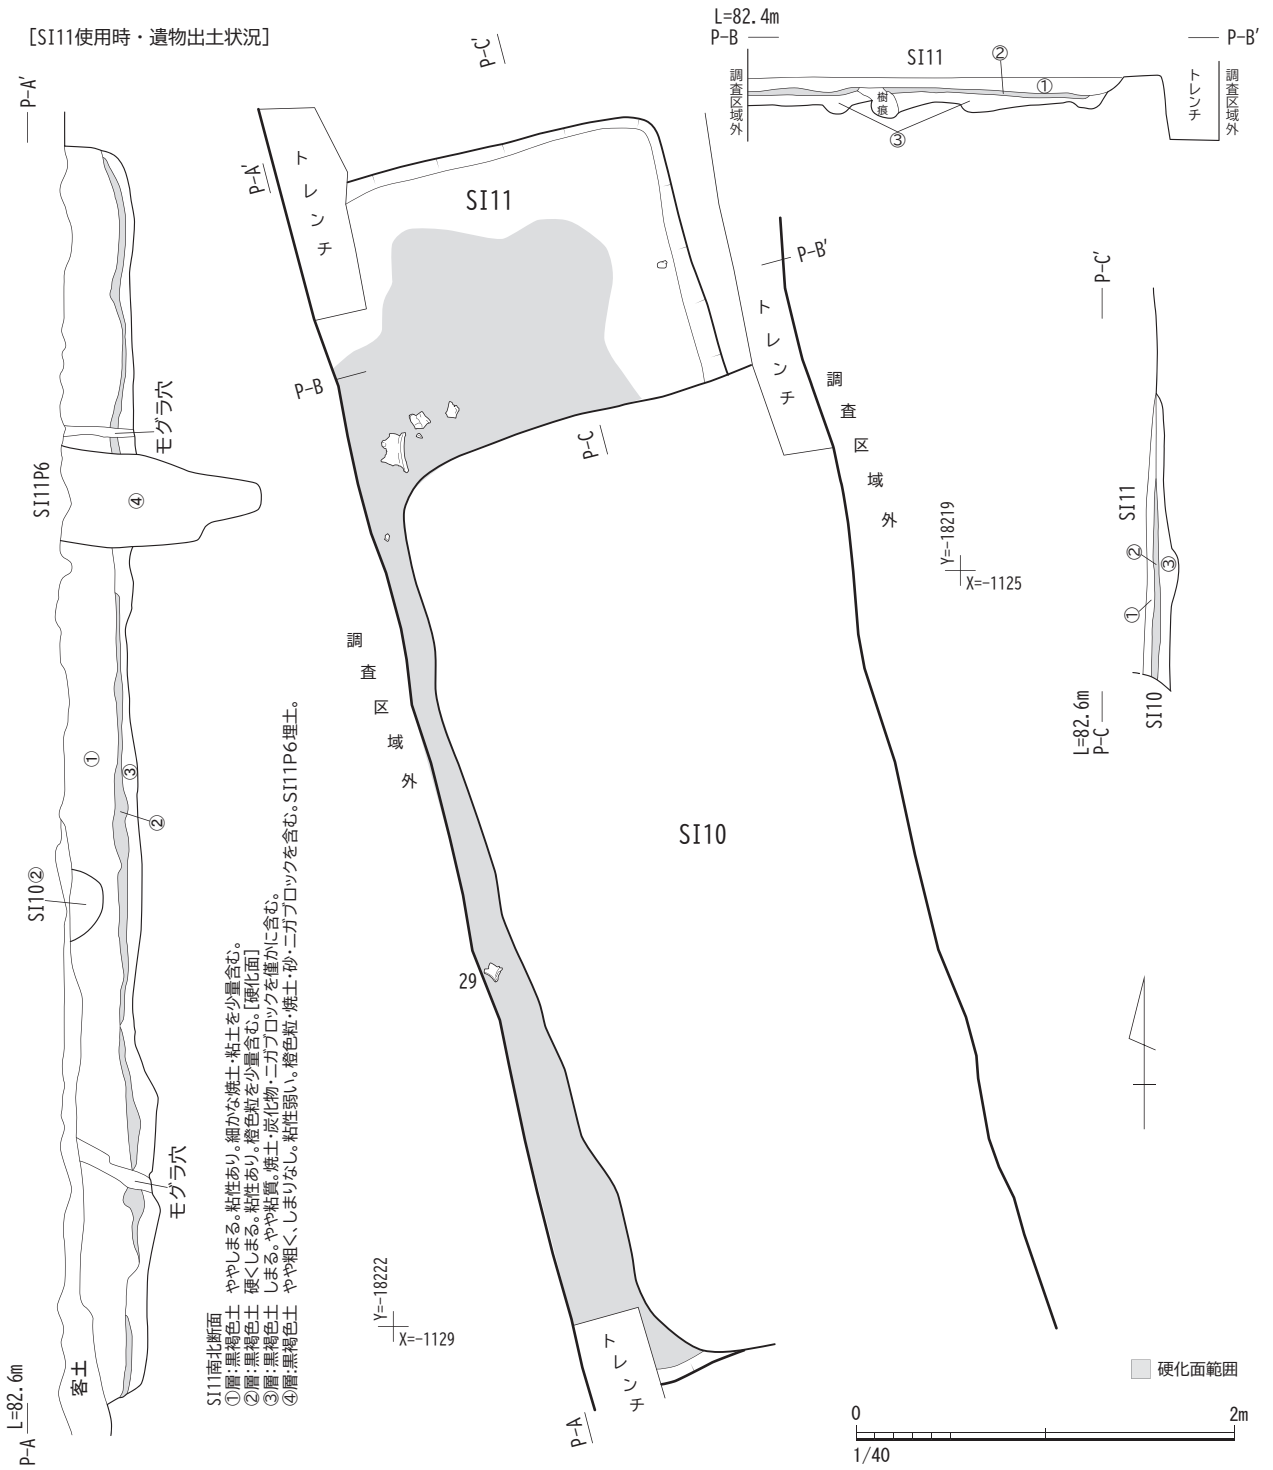 [SI11使用時・遺物出土状況]
L=82.4m
P-B
P-B'
SI11
②
①
③
調査区域外
樹痕
トレンチ
調査区域外
P-A'
P-C'
P-A'
トレンチ
SI11
P-B'
トレンチ
P-B
P-C
調査区域外
P-C'
SI11
②
③
①
SI10
L=82.6m
P-C
Y=-18219
X=-1125
モグラ穴
SI11P6
④
①
③
②
SI10②
モグラ穴
客土
L=82.6m
P-A
調査区域外
SI10
29
SI11南北断面
①層:黒褐色土 ややしまる。粘性あり。細かな焼土・粘土を少量含む。
②層:黒褐色土 硬くしまる。粘性あり。橙色粒を少量含む。[硬化面]
③層:黒褐色土 しまる。やや粘質。焼土・炭化物・ニガブロックを僅かに含む。
④層:黒褐色土 やや粗く、しまりなし。粘性弱い。橙色粒・焼土・砂・ニガブロックを含む。SI11P6埋土。
Y=-18222
X=-1129
トレンチ
P-A
硬化面範囲
0
2m
1/40